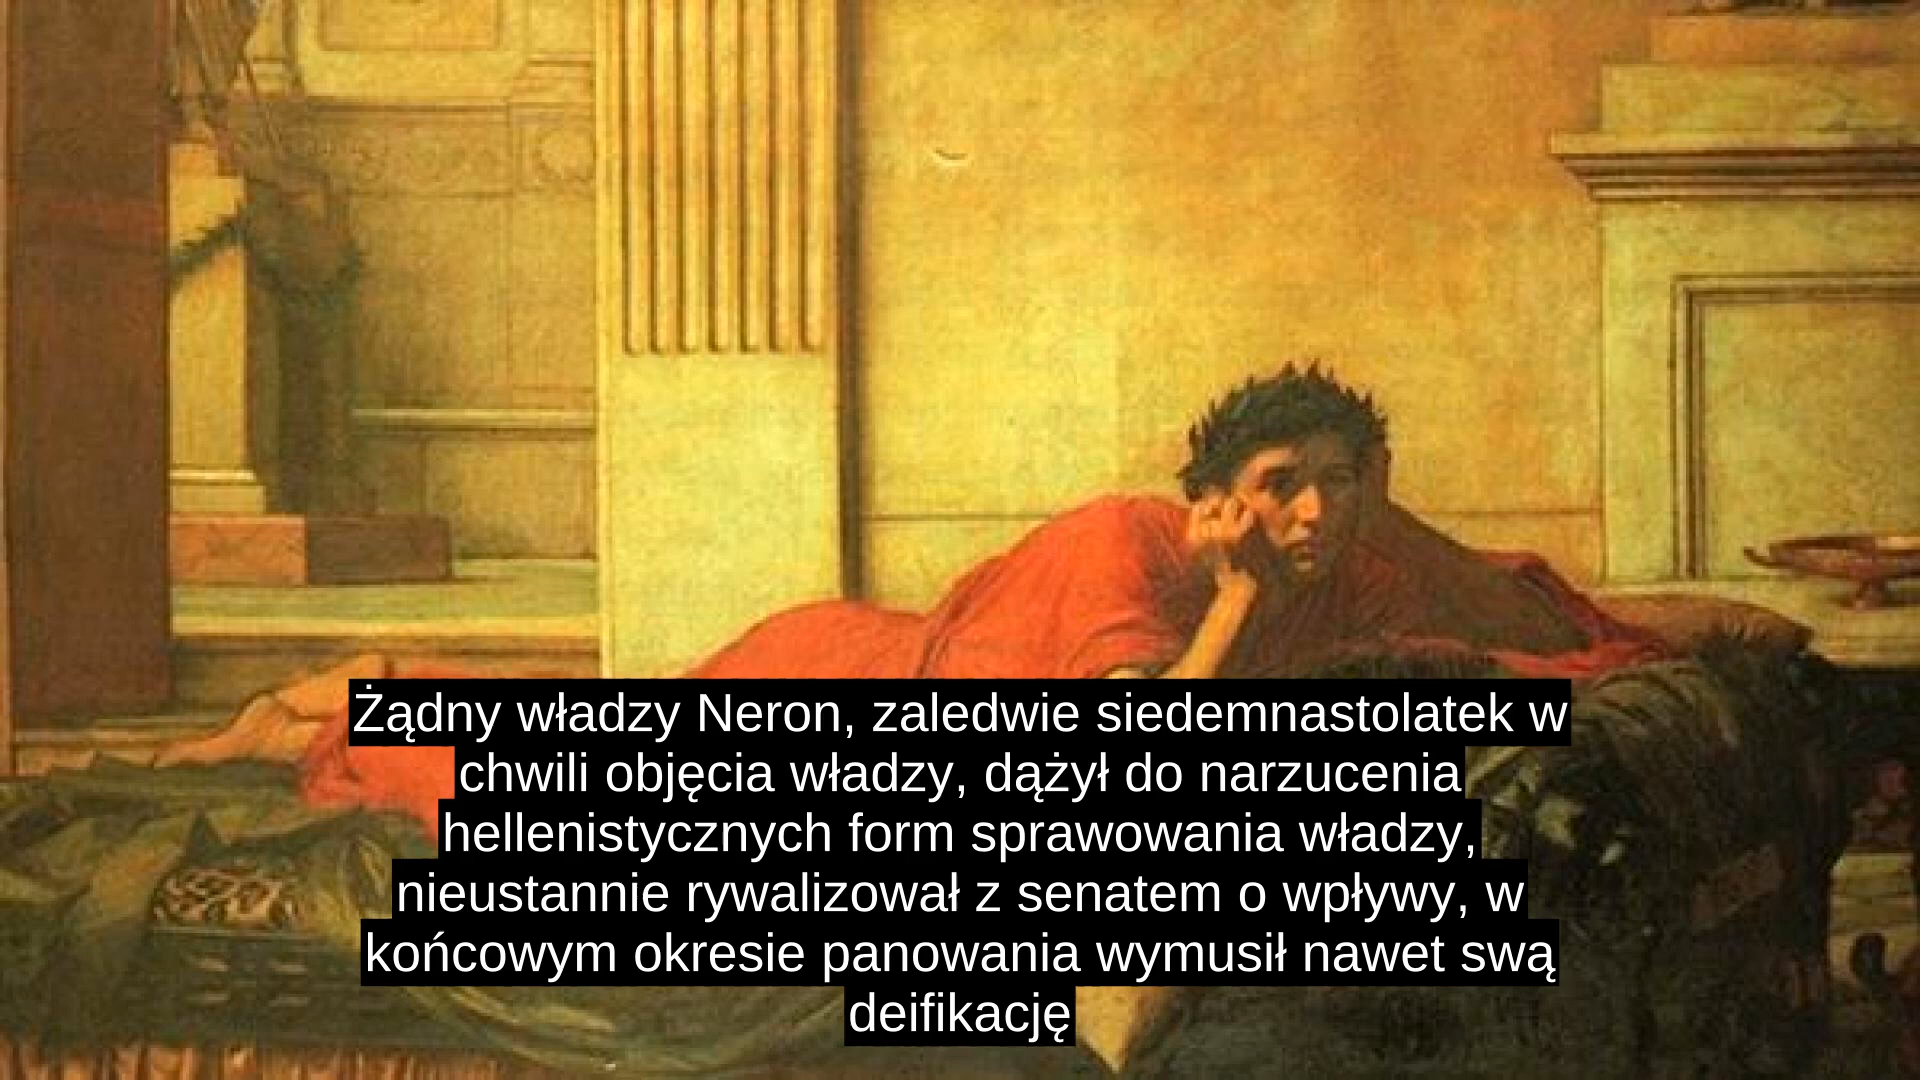 Żądny władzy Neron, zaledwie siedemnastolatek w
chwili objęcia władzy, dążył do narzucenia
hellenistycznych form sprawowania władzy,
nieustannie rywalizował z senatem o wpływy, w
końcowym okresie panowania wymusił nawet swą
deifikację